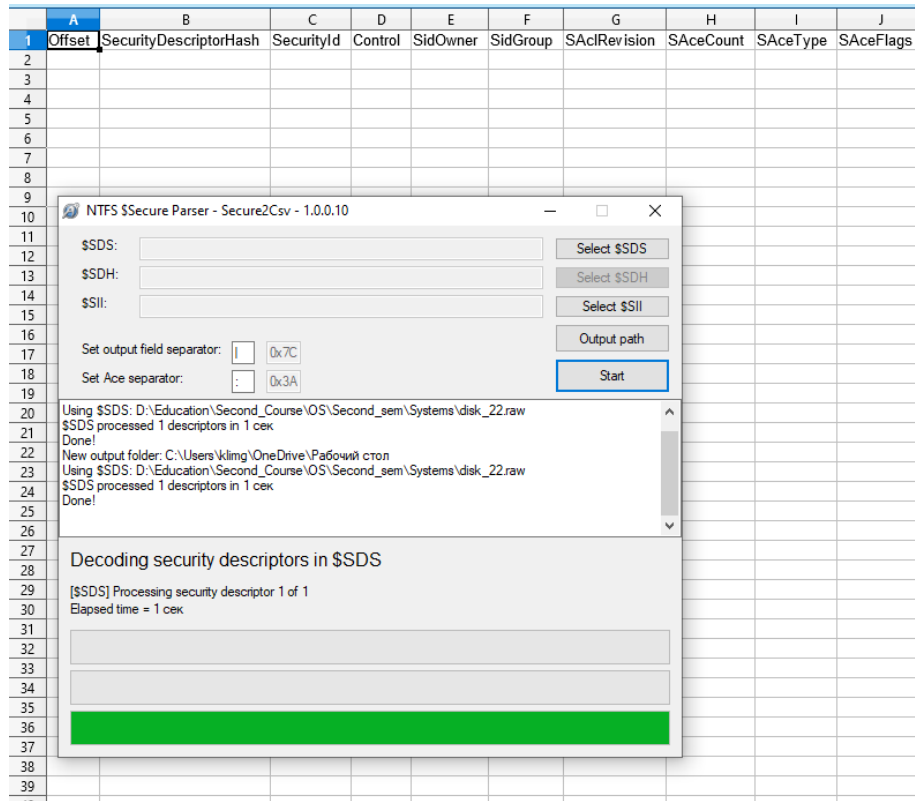 A B C D E F G H I J
1 Offset SecurityDescriptorHash SecurityId Control SidOwner SidGroup SAclRevision SAceCount SAceType SAceFlags
2
3
4
5
6
7
8
9
10
11
12
13
14
15
16
17
18
19
20
21
22
23
24
25
26
27
28
29
30
31
32
33
34
35
36
37
38
39
NTFS $Secure Parser - Secure2Csv - 1.0.0.10
$SDS: Select $SDS
$SDH: Select $SDH
$SII: Select $SII
Output path
Set output field separator: | 0x7C
Set Ace separator: : 0x3A
Start
Using $SDS: D:\Education\Second_Course\OS\Second_sem\Systems\disk_22.raw
$SDS processed 1 descriptors in 1 сек
Done!
New output folder: C:\Users\klimg\OneDrive\Рабочий стол
Using $SDS: D:\Education\Second_Course\OS\Second_sem\Systems\disk_22.raw
$SDS processed 1 descriptors in 1 сек
Done!
Decoding security descriptors in $SDS
[$SDS] Processing security descriptor 1 of 1
Elapsed time = 1 сек